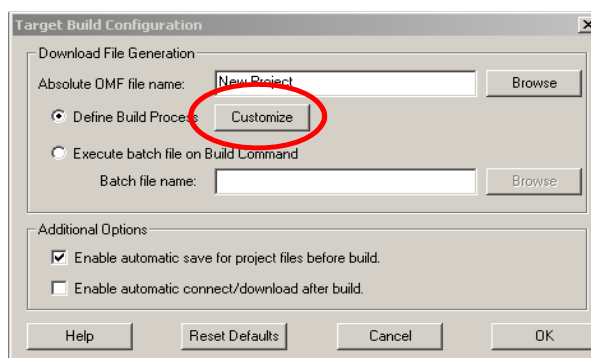 Target Build Configuration
Download File Generation
Absolute OMF file name: New Project Browse
Define Build Process Customize
Execute batch file on Build Command
Batch file name: Browse
Additional Options
Enable automatic save for project files before build.
Enable automatic connect/download after build.
Help Reset Defaults Cancel OK